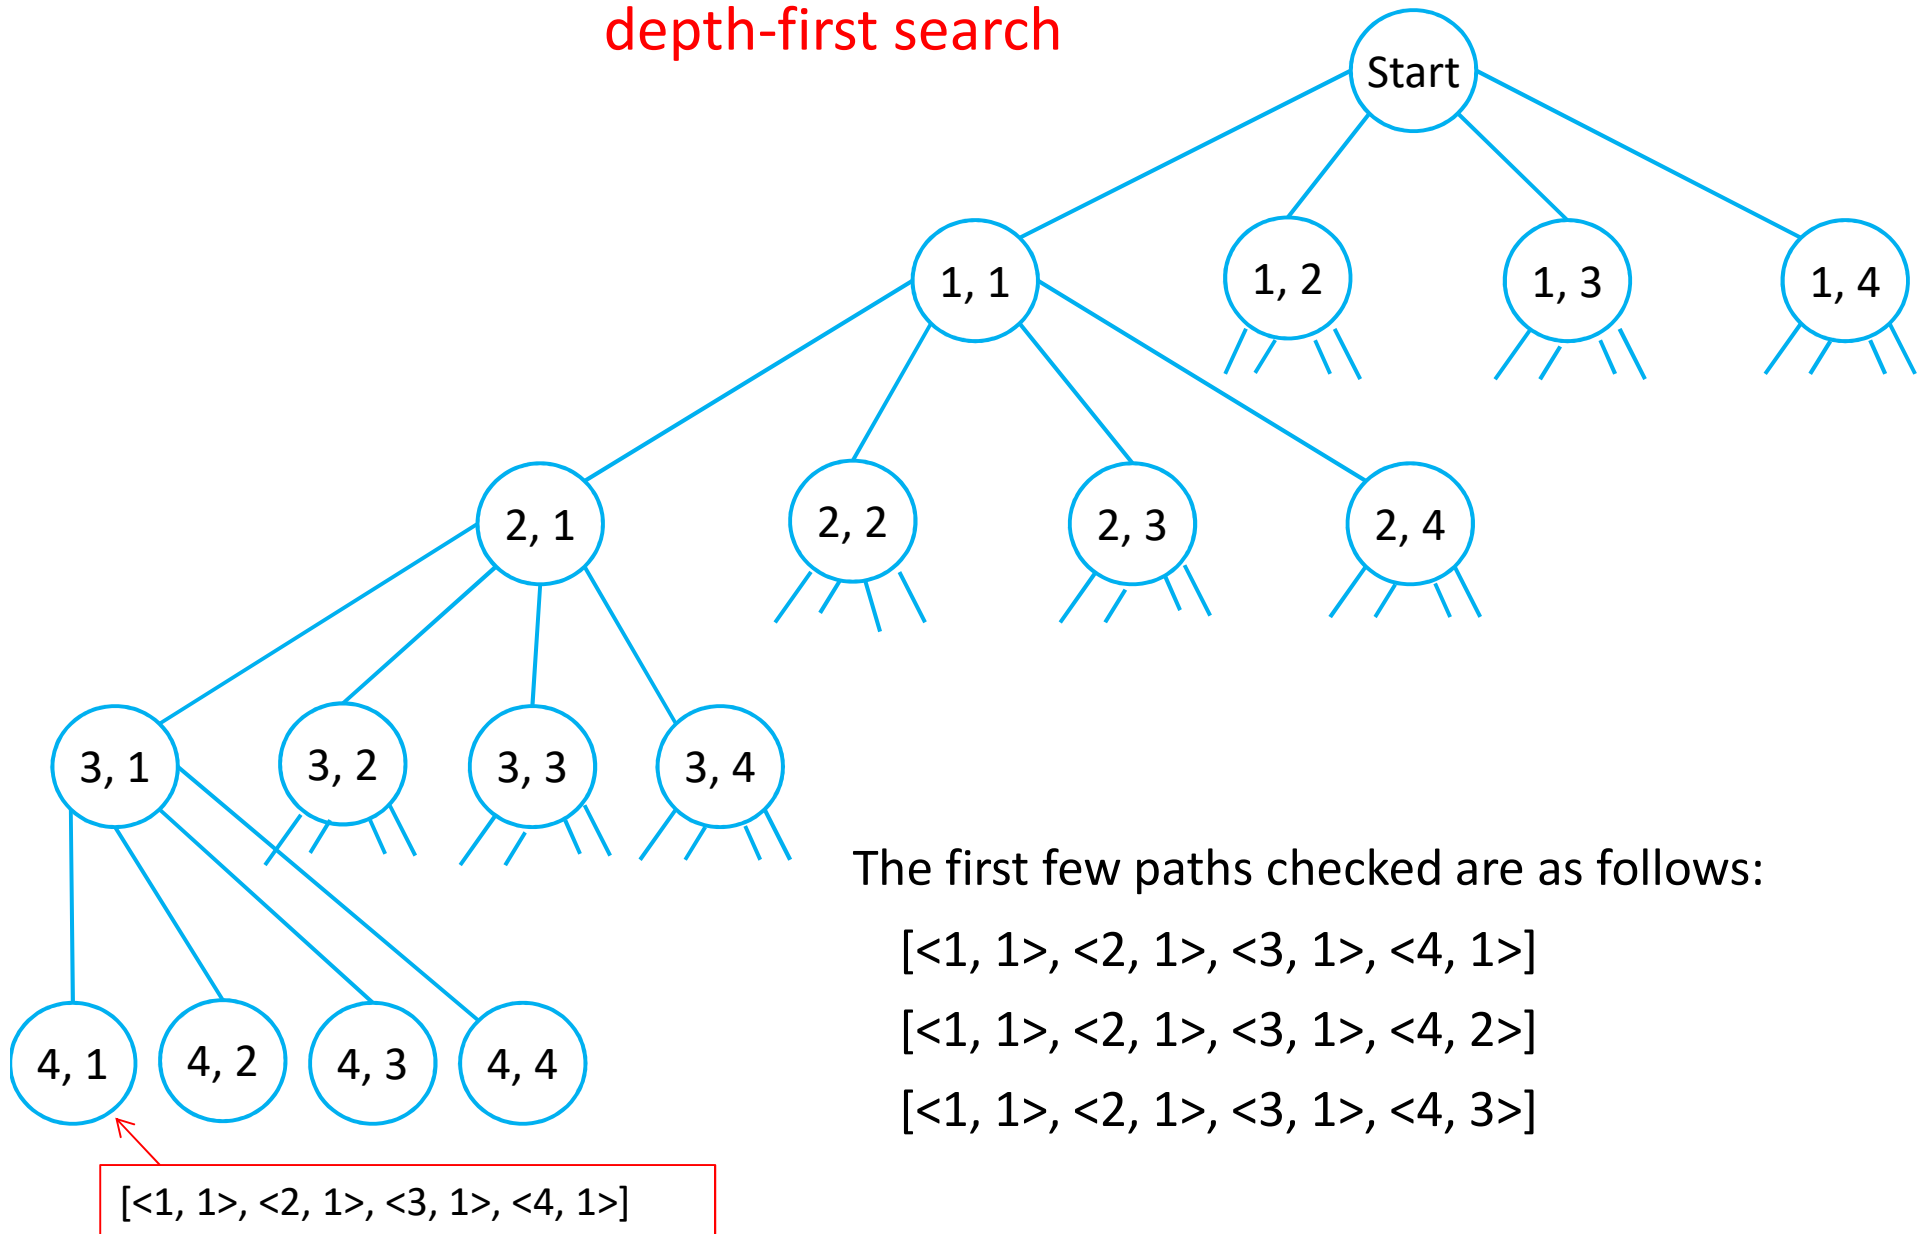 depth-first search
Start
1, 1
1, 2
1, 3
1, 4
2, 1
2, 2
2, 3
2, 4
3, 1
3, 2
3, 3
3, 4
The first few paths checked are as follows:
[<1, 1>, <2, 1>, <3, 1>, <4, 1>]
[<1, 1>, <2, 1>, <3, 1>, <4, 2>]
[<1, 1>, <2, 1>, <3, 1>, <4, 3>]
4, 1
4, 2
4, 3
4, 4
[<1, 1>, <2, 1>, <3, 1>, <4, 1>]